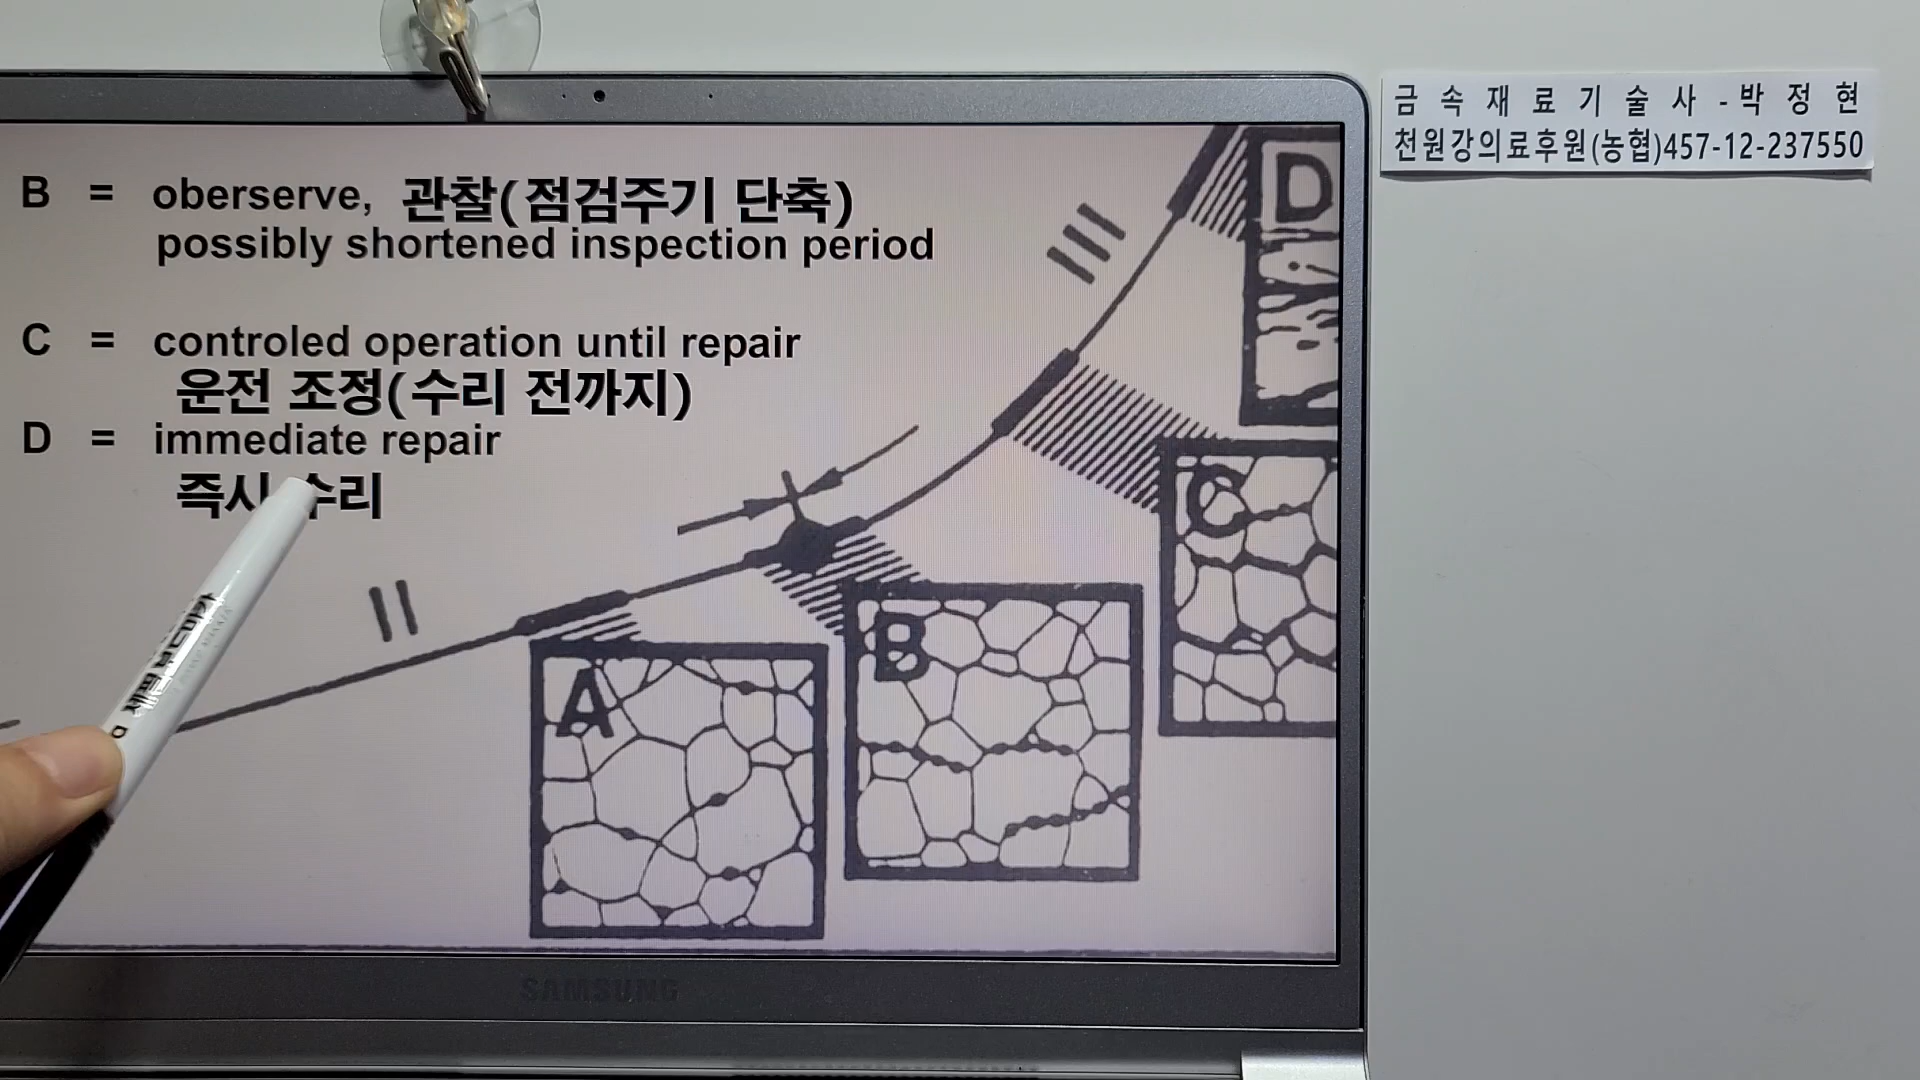 금 속 재 료 기 술 사 - 박 정 현
천원강의료후원(농협)457-12-237550
B = oberserve, 관찰(점검주기 단축)
possibly shortened inspection period
C = controled operation until repair
운전 조정(수리 전까지)
D = immediate repair
즉시 수리
II
III
A
B
C
D
SAMSUNG